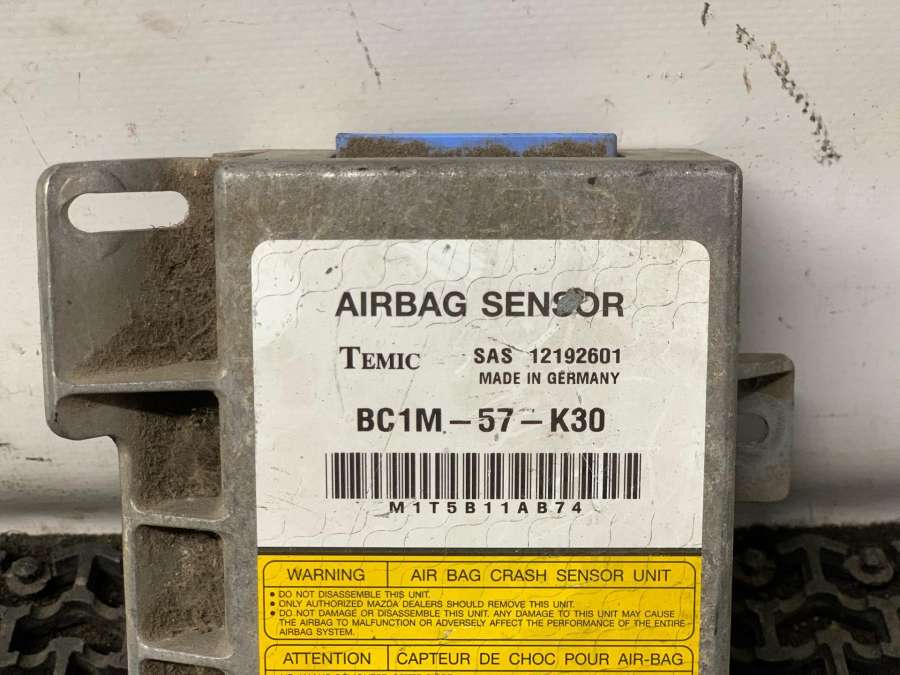 AIRBAG SENSOR
TEMIC SAS 12192601
MADE IN GERMANY
BC1M-57-K30
M1T5B11AB74
WARNING AIR BAG CRASH SENSOR UNIT
• DO NOT DISASSEMBLE THIS UNIT.
• ONLY AUTHORIZED MAZDA DEALERS SHOULD REMOVE THIS UNIT.
• DO NOT DAMAGE OR DISASSEMBLE THIS UNIT. ANY DAMAGE TO THIS UNIT MAY CAUSE
THE AIRBAG TO MALFUNCTION OR ADVERSELY AFFECT THE PERFORMANCE OF THE ENTIRE
AIRBAG SYSTEM.
ATTENTION CAPTEUR DE CHOC POUR AIR-BAG